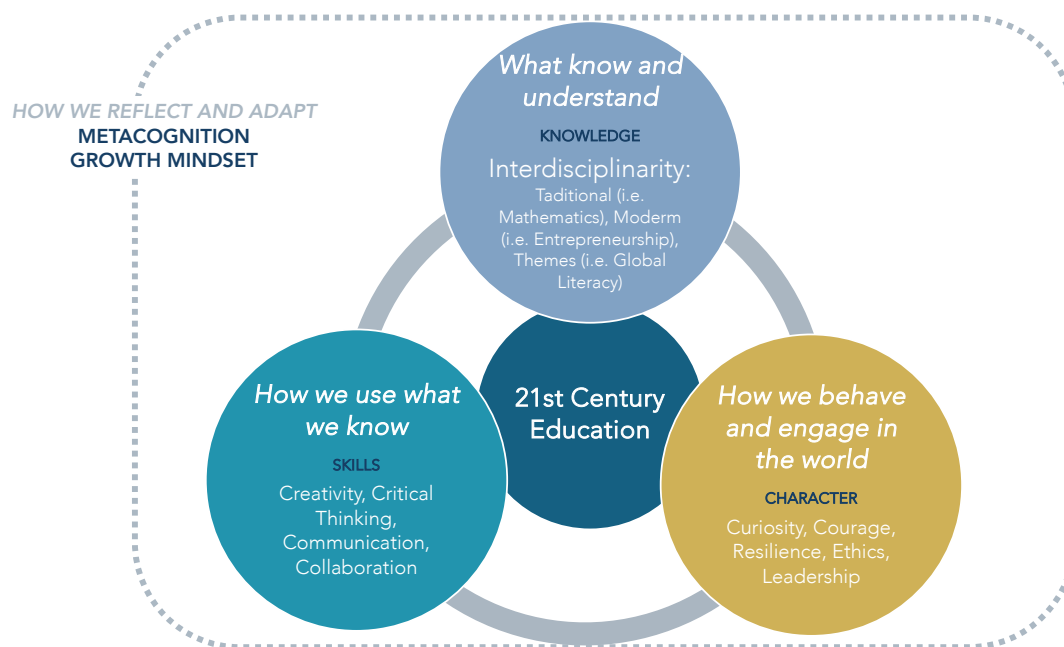 HOW WE REFLECT AND ADAPT
METACOGNITION
GROWTH MINDSET
What know and
understand
KNOWLEDGE
Interdisciplinarity:
Taditional (i.e.
Mathematics), Moderm
(i.e. Entrepreneurship),
Themes (i.e. Global
Literacy)
21st Century
Education
How we use what
we know
SKILLS
Creativity, Critical
Thinking,
Communication,
Collaboration
How we behave
and engage in
the world
CHARACTER
Curiosity, Courage,
Resilience, Ethics,
Leadership